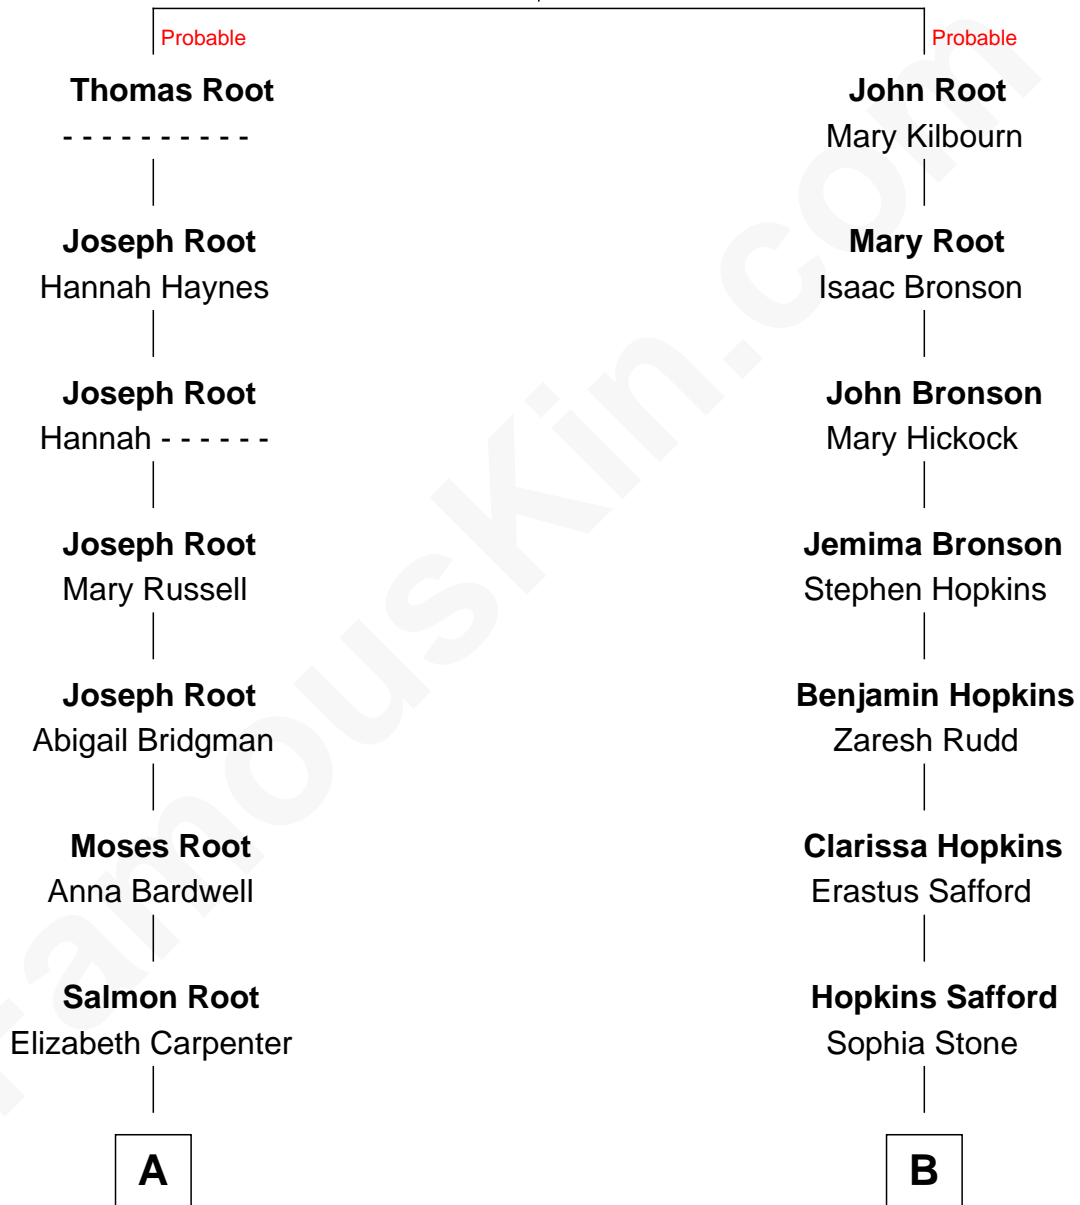 Probable
Probable
Thomas Root
- - - - - - - - - -
John Root
Mary Kilbourn
Joseph Root
Hannah Haynes
Mary Root
Isaac Bronson
Joseph Root
Hannah - - - - - -
John Bronson
Mary Hickock
Joseph Root
Mary Russell
Jemima Bronson
Stephen Hopkins
Joseph Root
Abigail Bridgman
Benjamin Hopkins
Zaresh Rudd
Moses Root
Anna Bardwell
Clarissa Hopkins
Erastus Safford
Salmon Root
Elizabeth Carpenter
Hopkins Safford
Sophia Stone
A
B
FamousKin.com